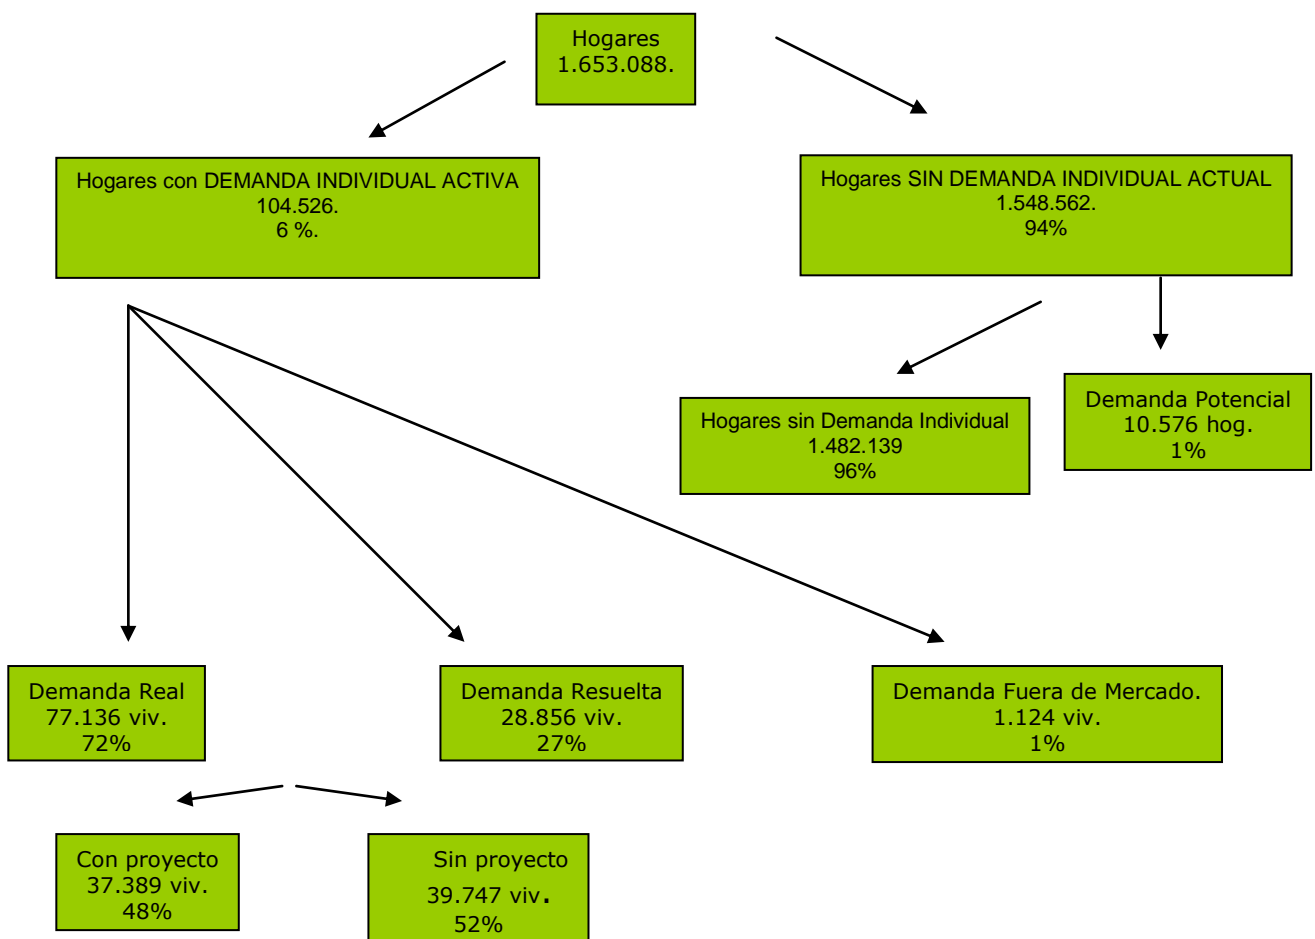 Hogares
1.653.088.
Hogares con DEMANDA INDIVIDUAL ACTIVA
104.526.
6 %.
Hogares SIN DEMANDA INDIVIDUAL ACTUAL
1.548.562.
94%
Hogares sin Demanda Individual
1.482.139
96%
Demanda Potencial
10.576 hog.
1%
Demanda Real
77.136 viv.
72%
Demanda Resuelta
28.856 viv.
27%
Demanda Fuera de Mercado.
1.124 viv.
1%
Con proyecto
37.389 viv.
48%
Sin proyecto
39.747 viv.
52%